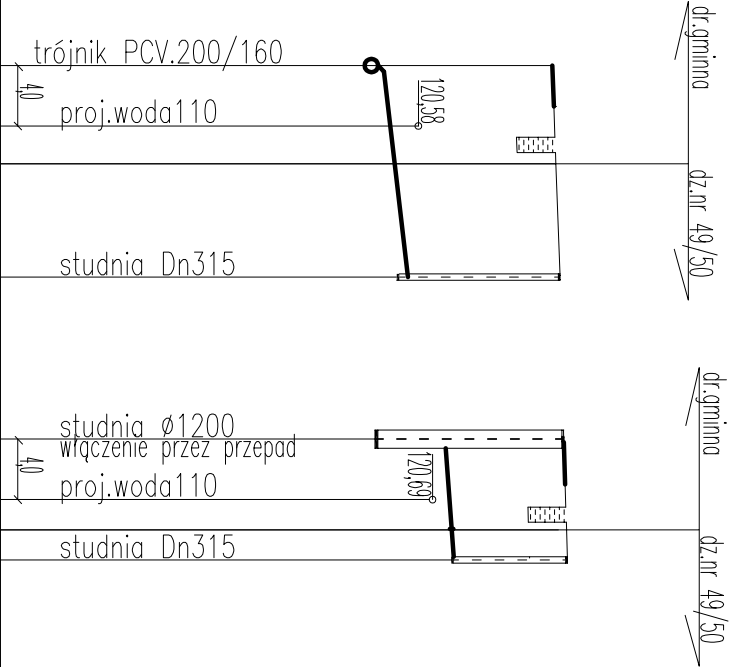 trójnik PCV.200/160
4,0
proj.woda110
120,58
dr.gminna
dz.nr 49/50
studnia Dn315
studnia ø1200
włączenie przez przepad
4,0
proj.woda110
120,69
dr.gminna
dz.nr 49/50
studnia Dn315